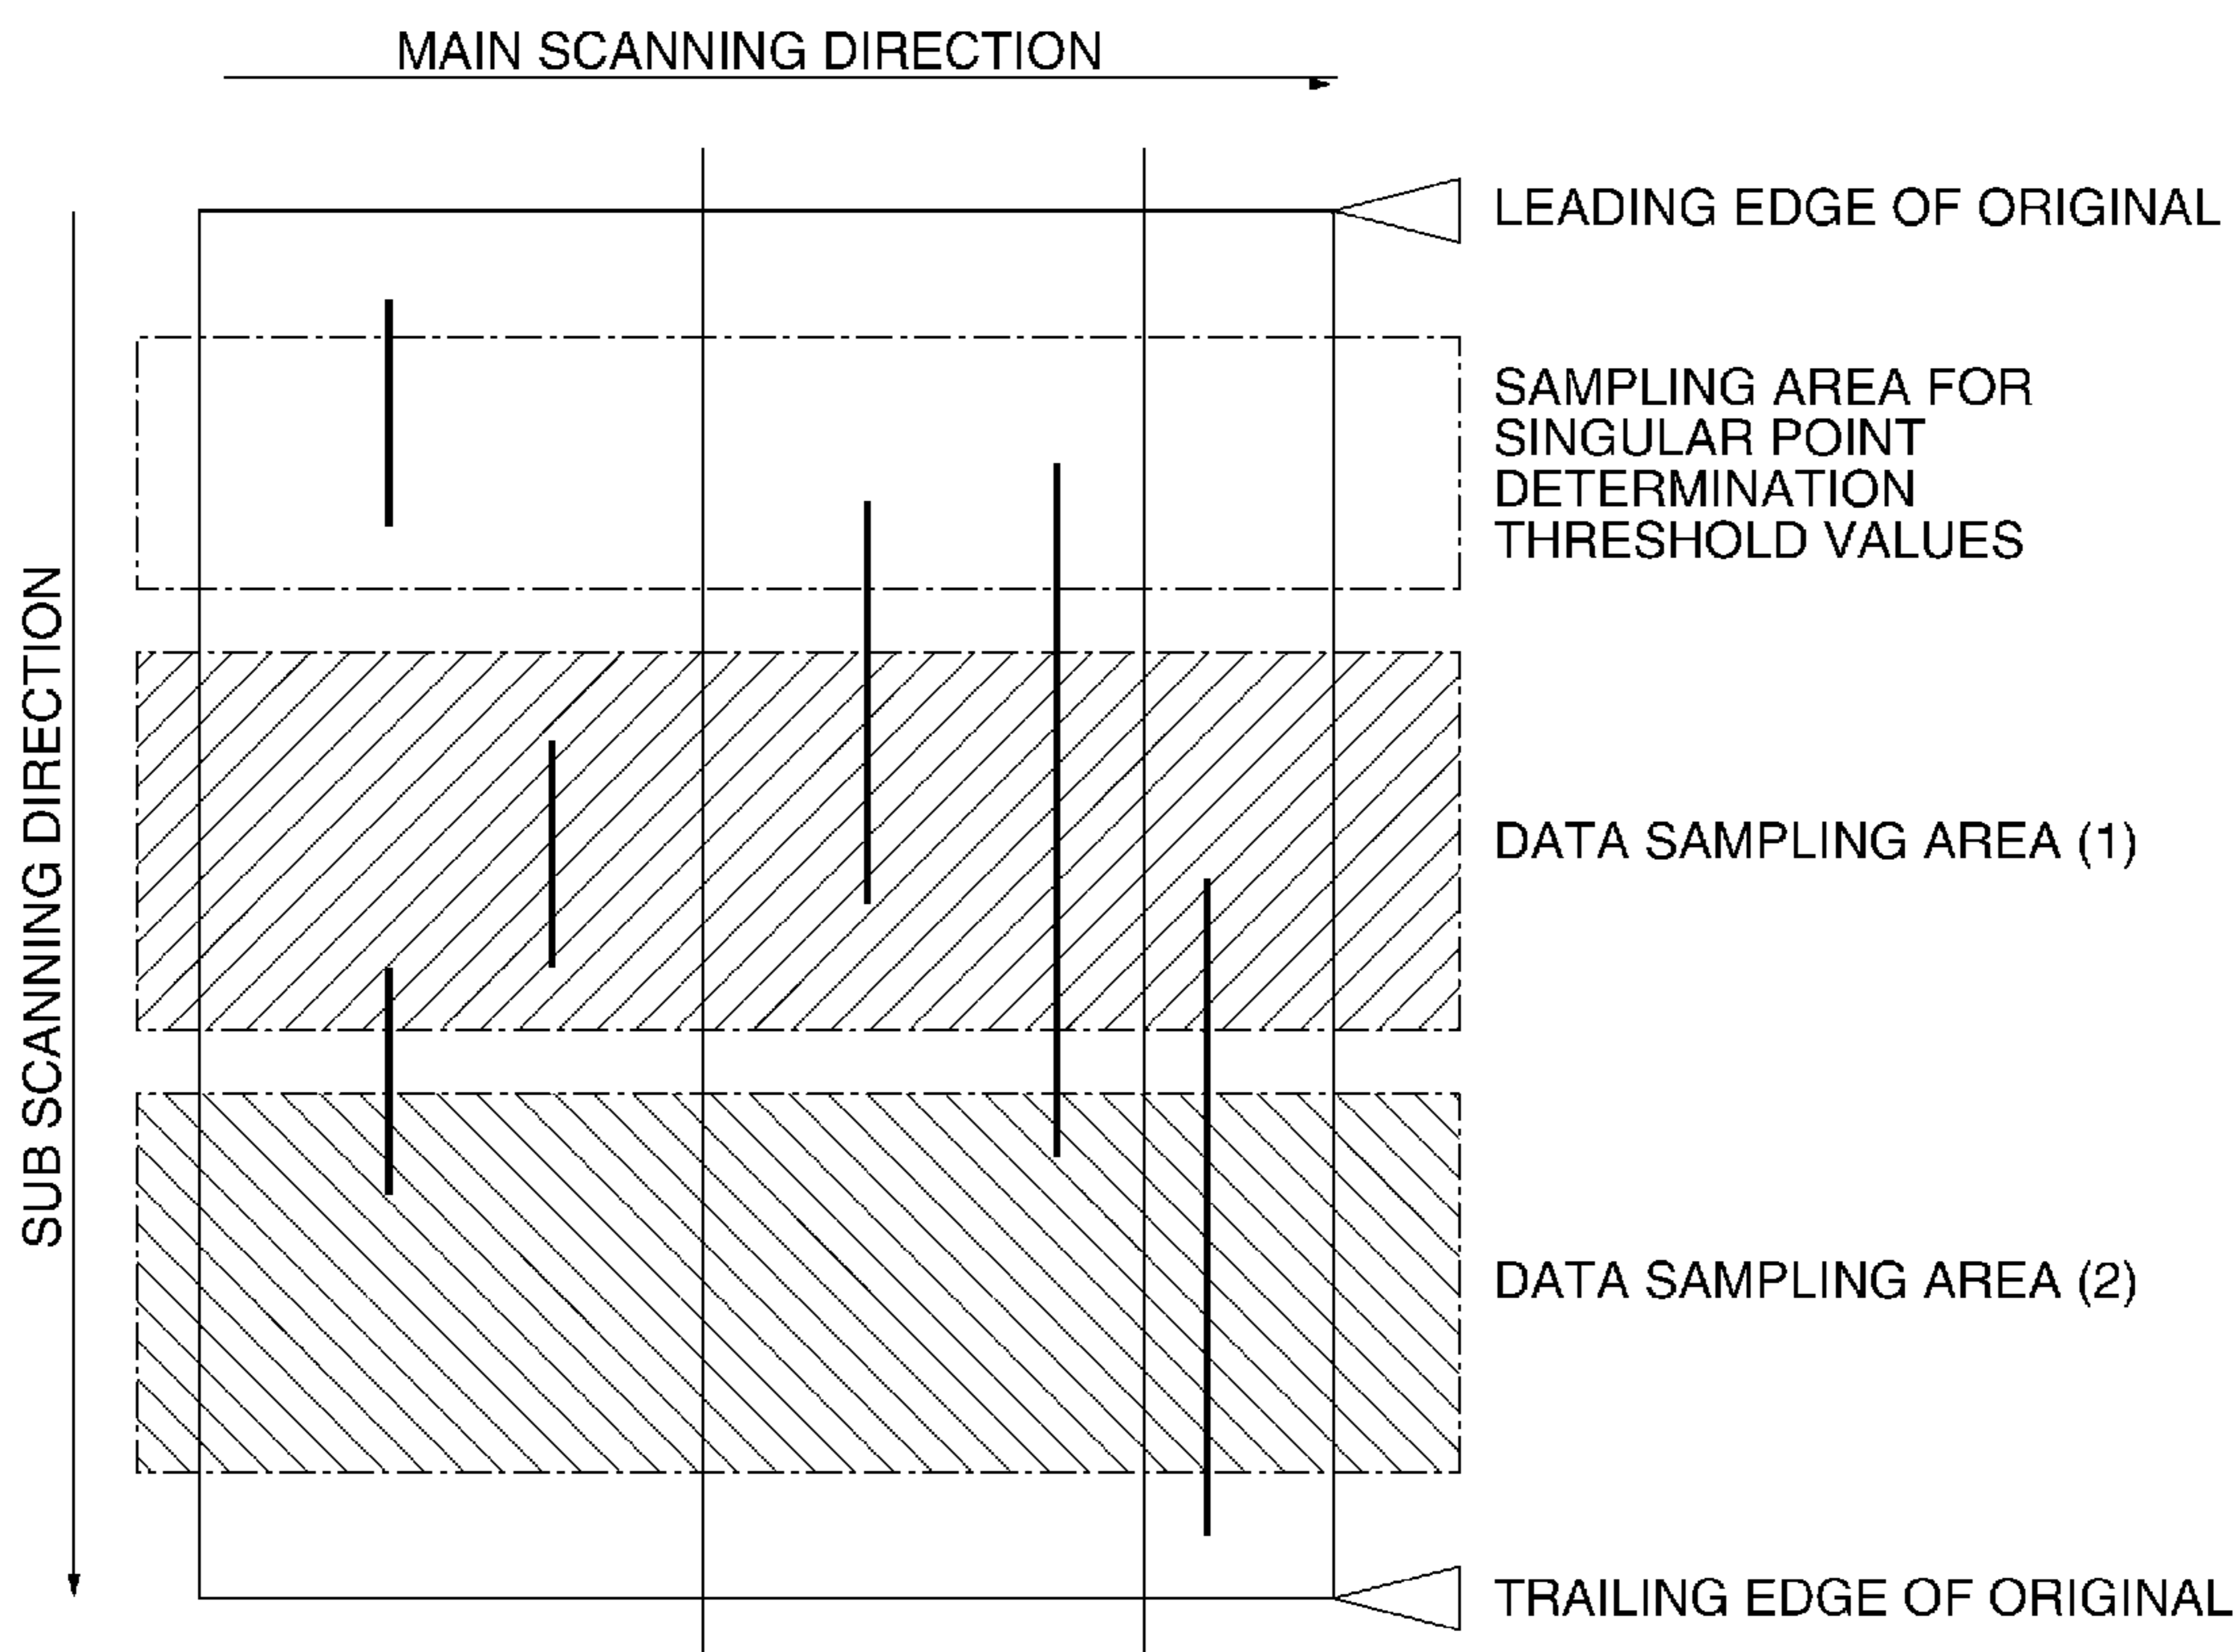 MAIN SCANNING DIRECTION
LEADING EDGE OF ORIGINAL
SAMPLING AREA FOR
SINGULAR POINT
DETERMINATION
THRESHOLD VALUES
SUB SCANNING DIRECTION
DATA SAMPLING AREA (1)
DATA SAMPLING AREA (2)
TRAILING EDGE OF ORIGINAL